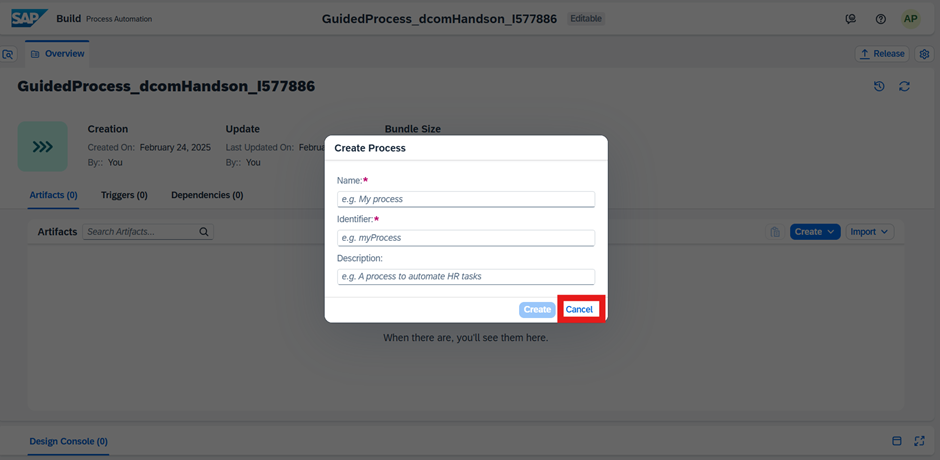 SAP Build Process Automation GuidedProcess_dcomHandson_I577886 Editable AP
Overview Release
GuidedProcess_dcomHandson_I577886
Creation Update Bundle Size
Created On: February 24, 2025 Last Updated On:
By:: You By:: You
Create Process
Name:*
e.g. My process
Identifier:*
e.g. myProcess
Description:
e.g. A process to automate HR tasks
Create Cancel
Artifacts (0) Triggers (0) Dependencies (0)
Artifacts Search Artifacts... Create Import
When there are, you'll see them here.
Design Console (0)